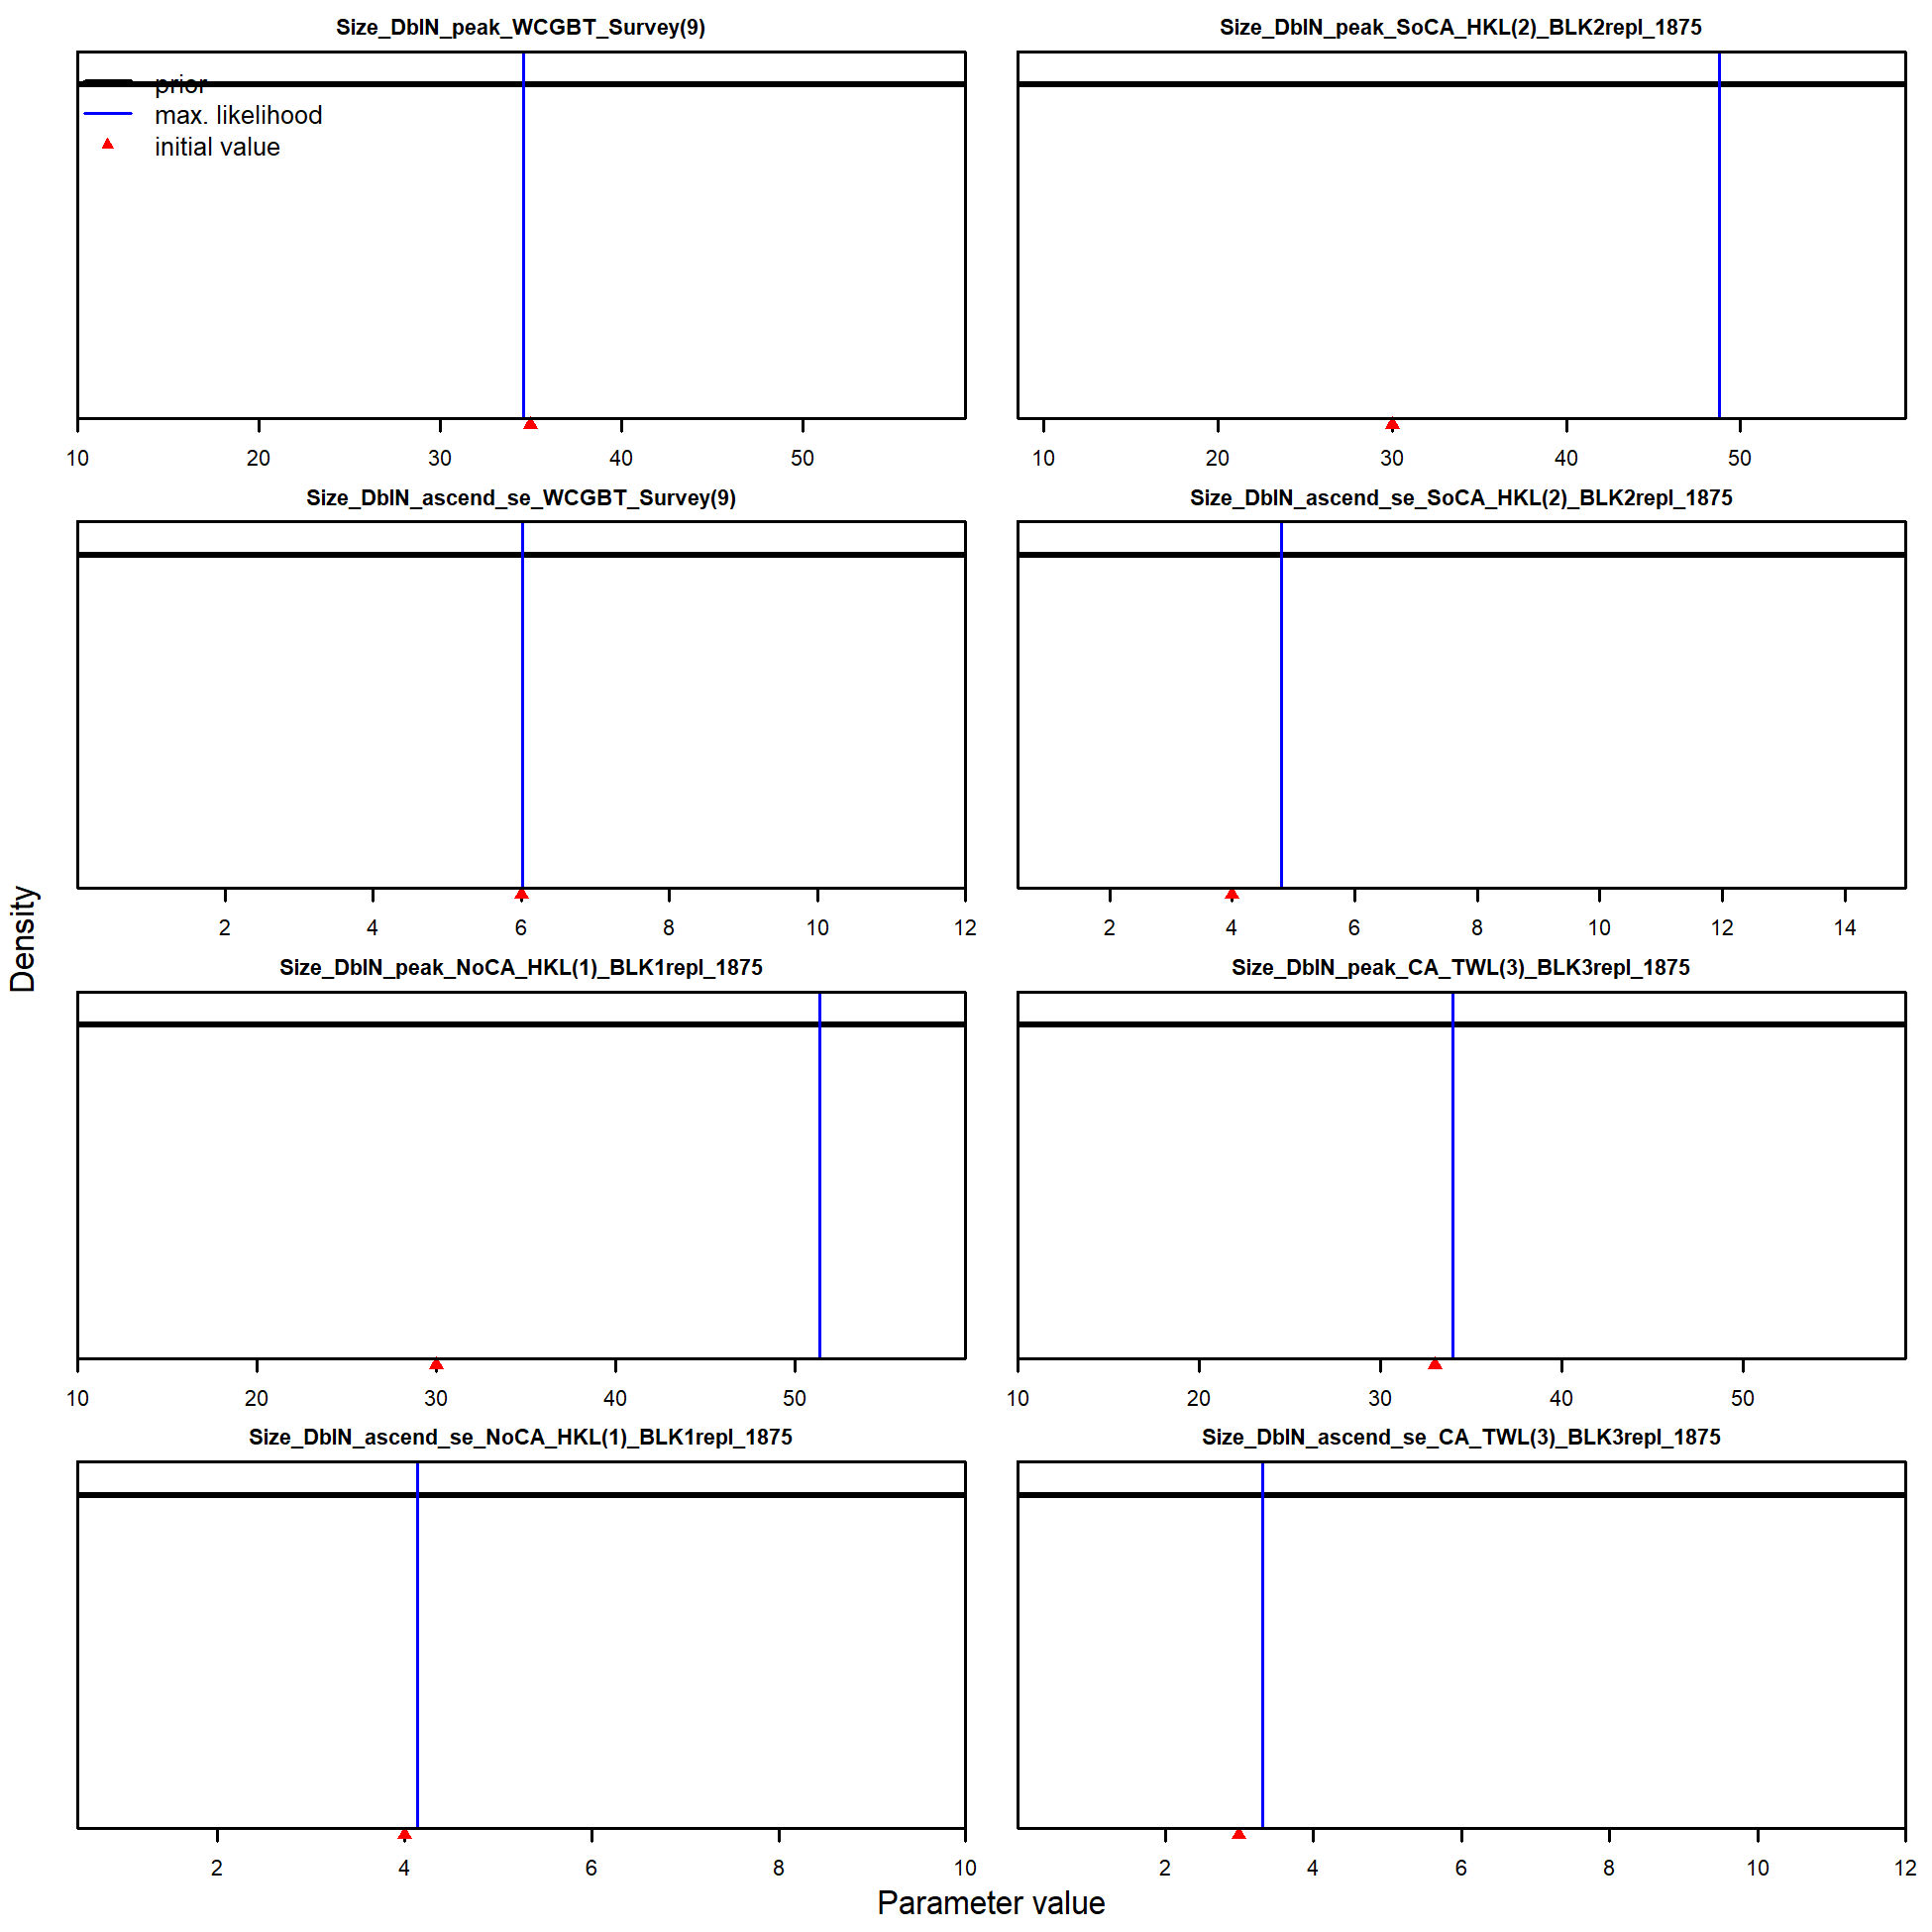 Size_DblN_peak_WCGBT_Survey(9)
prior
max. likelihood
initial value
10 20 30 40 50
Size_DblN_peak_SoCA_HKL(2)_BLK2repl_1875
10 20 30 40 50
Size_DblN_ascend_se_WCGBT_Survey(9)
2 4 6 8 10 12
Size_DblN_ascend_se_SoCA_HKL(2)_BLK2repl_1875
2 4 6 8 10 12 14
Density
Size_DblN_peak_NoCA_HKL(1)_BLK1repl_1875
10 20 30 40 50
Size_DblN_peak_CA_TWL(3)_BLK3repl_1875
10 20 30 40 50
Size_DblN_ascend_se_NoCA_HKL(1)_BLK1repl_1875
2 4 6 8 10
Size_DblN_ascend_se_CA_TWL(3)_BLK3repl_1875
2 4 6 8 10 12
Parameter value